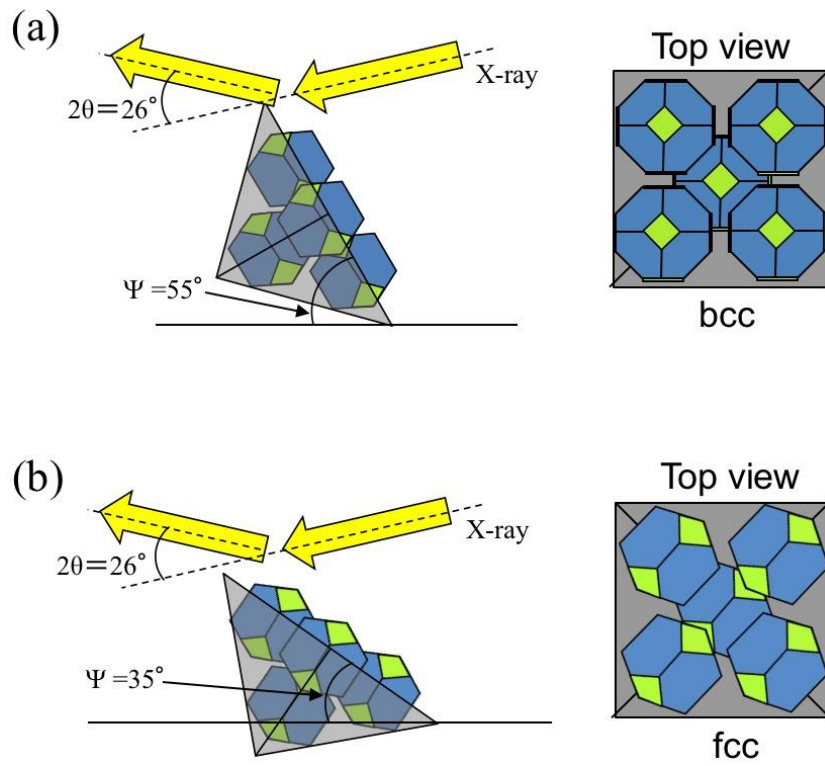 (a)
X-ray
2θ=26°
Ψ =55°
Top view
bcc
(b)
X-ray
2θ=26°
Ψ =35°
Top view
fcc